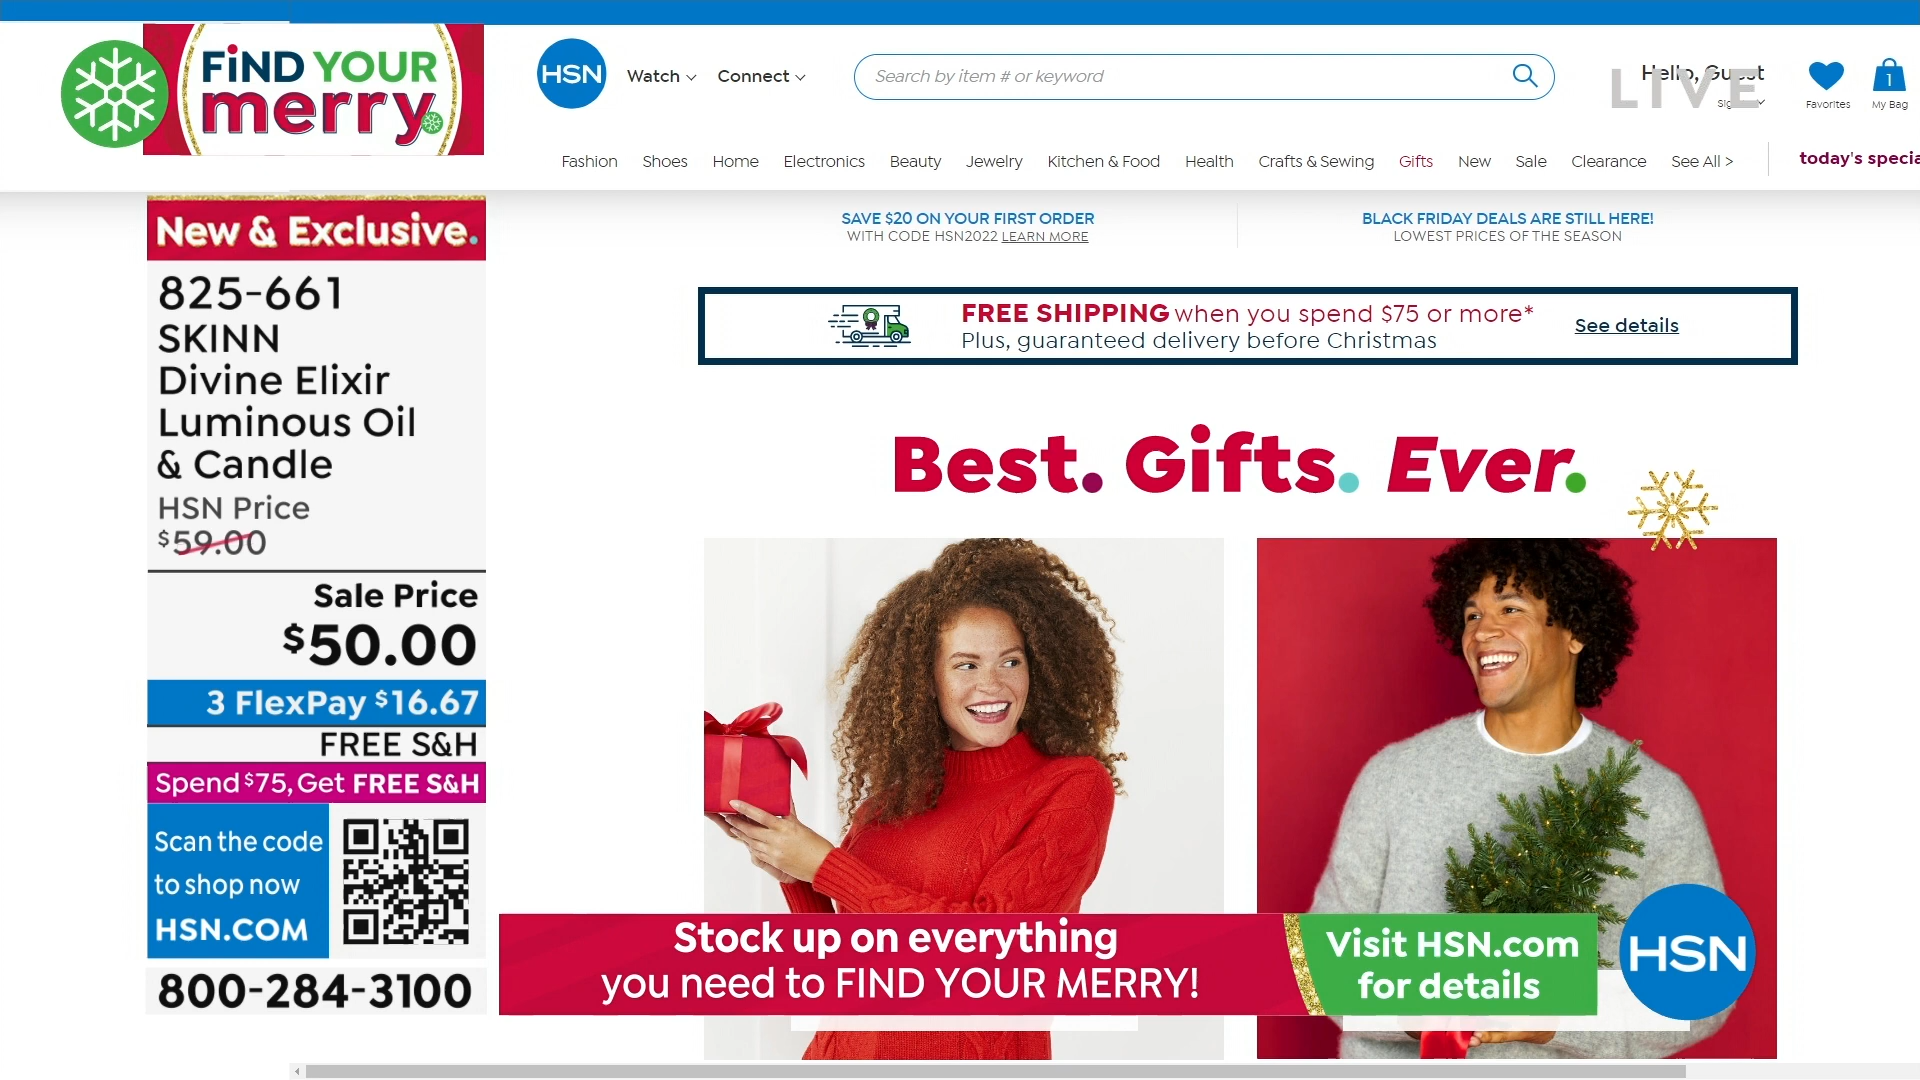 FiND YOUR
merry
HSN
Watch
Connect
Search by item # or keyword
Hello, Guest
LIVE
Favorites
1
My Bag
Fashion
Shoes
Home
Electronics
Beauty
Jewelry
Kitchen & Food
Health
Crafts & Sewing
Gifts
New
Sale
Clearance
See All >
today's specia
New & Exclusive.
825-661
SKINN
Divine Elixir
Luminous Oil
& Candle
HSN Price
$59.00
Sale Price
$50.00
3 FlexPay $16.67
FREE S&H
Spend $75, Get FREE S&H
Scan the code
to shop now
HSN.COM
800-284-3100
SAVE $20 ON YOUR FIRST ORDER
WITH CODE HSN2022 LEARN MORE
BLACK FRIDAY DEALS ARE STILL HERE!
LOWEST PRICES OF THE SEASON
FREE SHIPPING when you spend $75 or more*
Plus, guaranteed delivery before Christmas
See details
Best. Gifts. Ever.
Stock up on everything
you need to FIND YOUR MERRY!
Visit HSN.com
for details
HSN